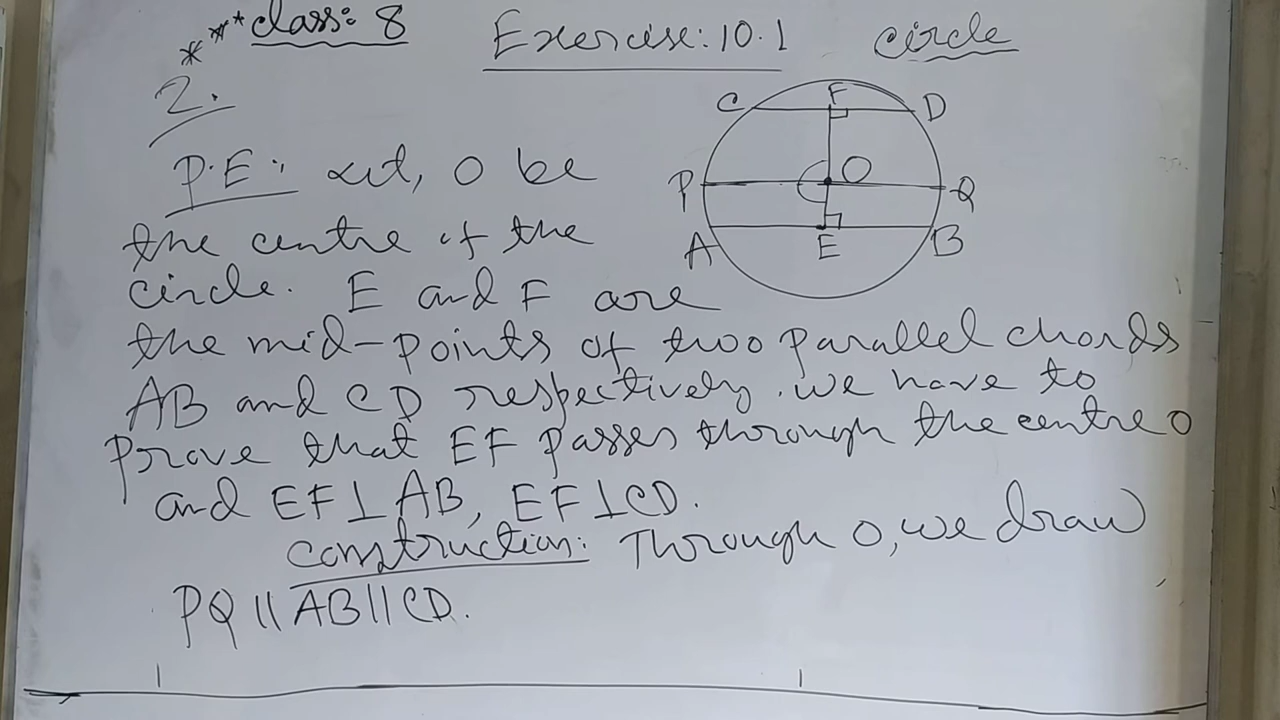 *** class: 8
Exercise: 10.1
circle
2.
C F D
P O Q
A E B
P.E: Let, O be
the centre of the
circle. E and F are
the mid-points of two parallel chords
AB and CD respectively. we have to
prove that EF passes through the centre O
and EF⊥AB, EF⊥CD.
construction: Through O, we draw
PQ||AB||CD.